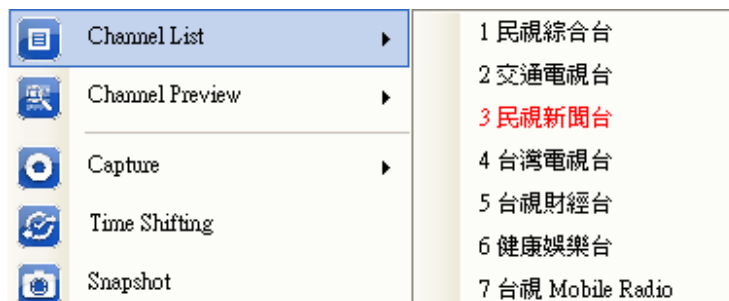 Channel List
Channel Preview
Capture
Time Shifting
Snapshot
1 民視綜合台
2 交通電視台
3 民視新聞台
4 台灣電視台
5 台視財經台
6 健康娛樂台
7 台視 Mobile Radio